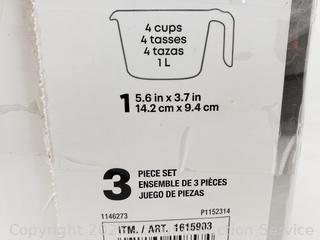 4 cups
4 tasses
4 tazas
1 L
1 5.6 in x 3.7 in
14.2 cm x 9.4 cm
3 PIECE SET
ENSEMBLE DE 3 PIÈCES
JUEGO DE PIEZAS
1146273 P1152314
ITM. / ART. 1615903